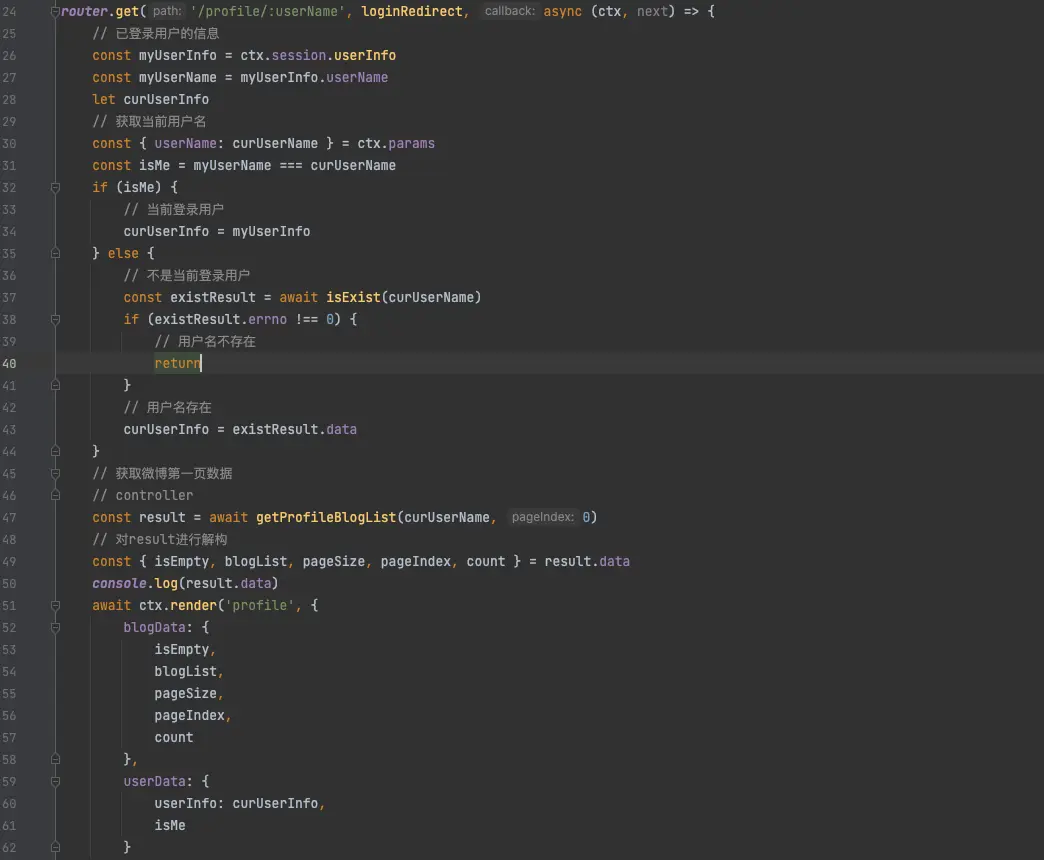 24 router.get( path: '/profile/:userName', loginRedirect, callback: async (ctx, next) => {
25 // 已登录用户的信息
26 const myUserInfo = ctx.session.userInfo
27 const myUserName = myUserInfo.userName
28 let curUserInfo
29 // 获取当前用户名
30 const { userName: curUserName } = ctx.params
31 const isMe = myUserName === curUserName
32 if (isMe) {
33 // 当前登录用户
34 curUserInfo = myUserInfo
35 } else {
36 // 不是当前登录用户
37 const existResult = await isExist(curUserName)
38 if (existResult.errno !== 0) {
39 // 用户名不存在
40 return
41 }
42 // 用户名存在
43 curUserInfo = existResult.data
44 }
45 // 获取微博第一页数据
46 // controller
47 const result = await getProfileBlogList(curUserName, pageIndex: 0)
48 // 对result进行解构
49 const { isEmpty, blogList, pageSize, pageIndex, count } = result.data
50 console.log(result.data)
51 await ctx.render('profile', {
52 blogData: {
53 isEmpty,
54 blogList,
55 pageSize,
56 pageIndex,
57 count
58 },
59 userData: {
60 userInfo: curUserInfo,
61 isMe
62 }